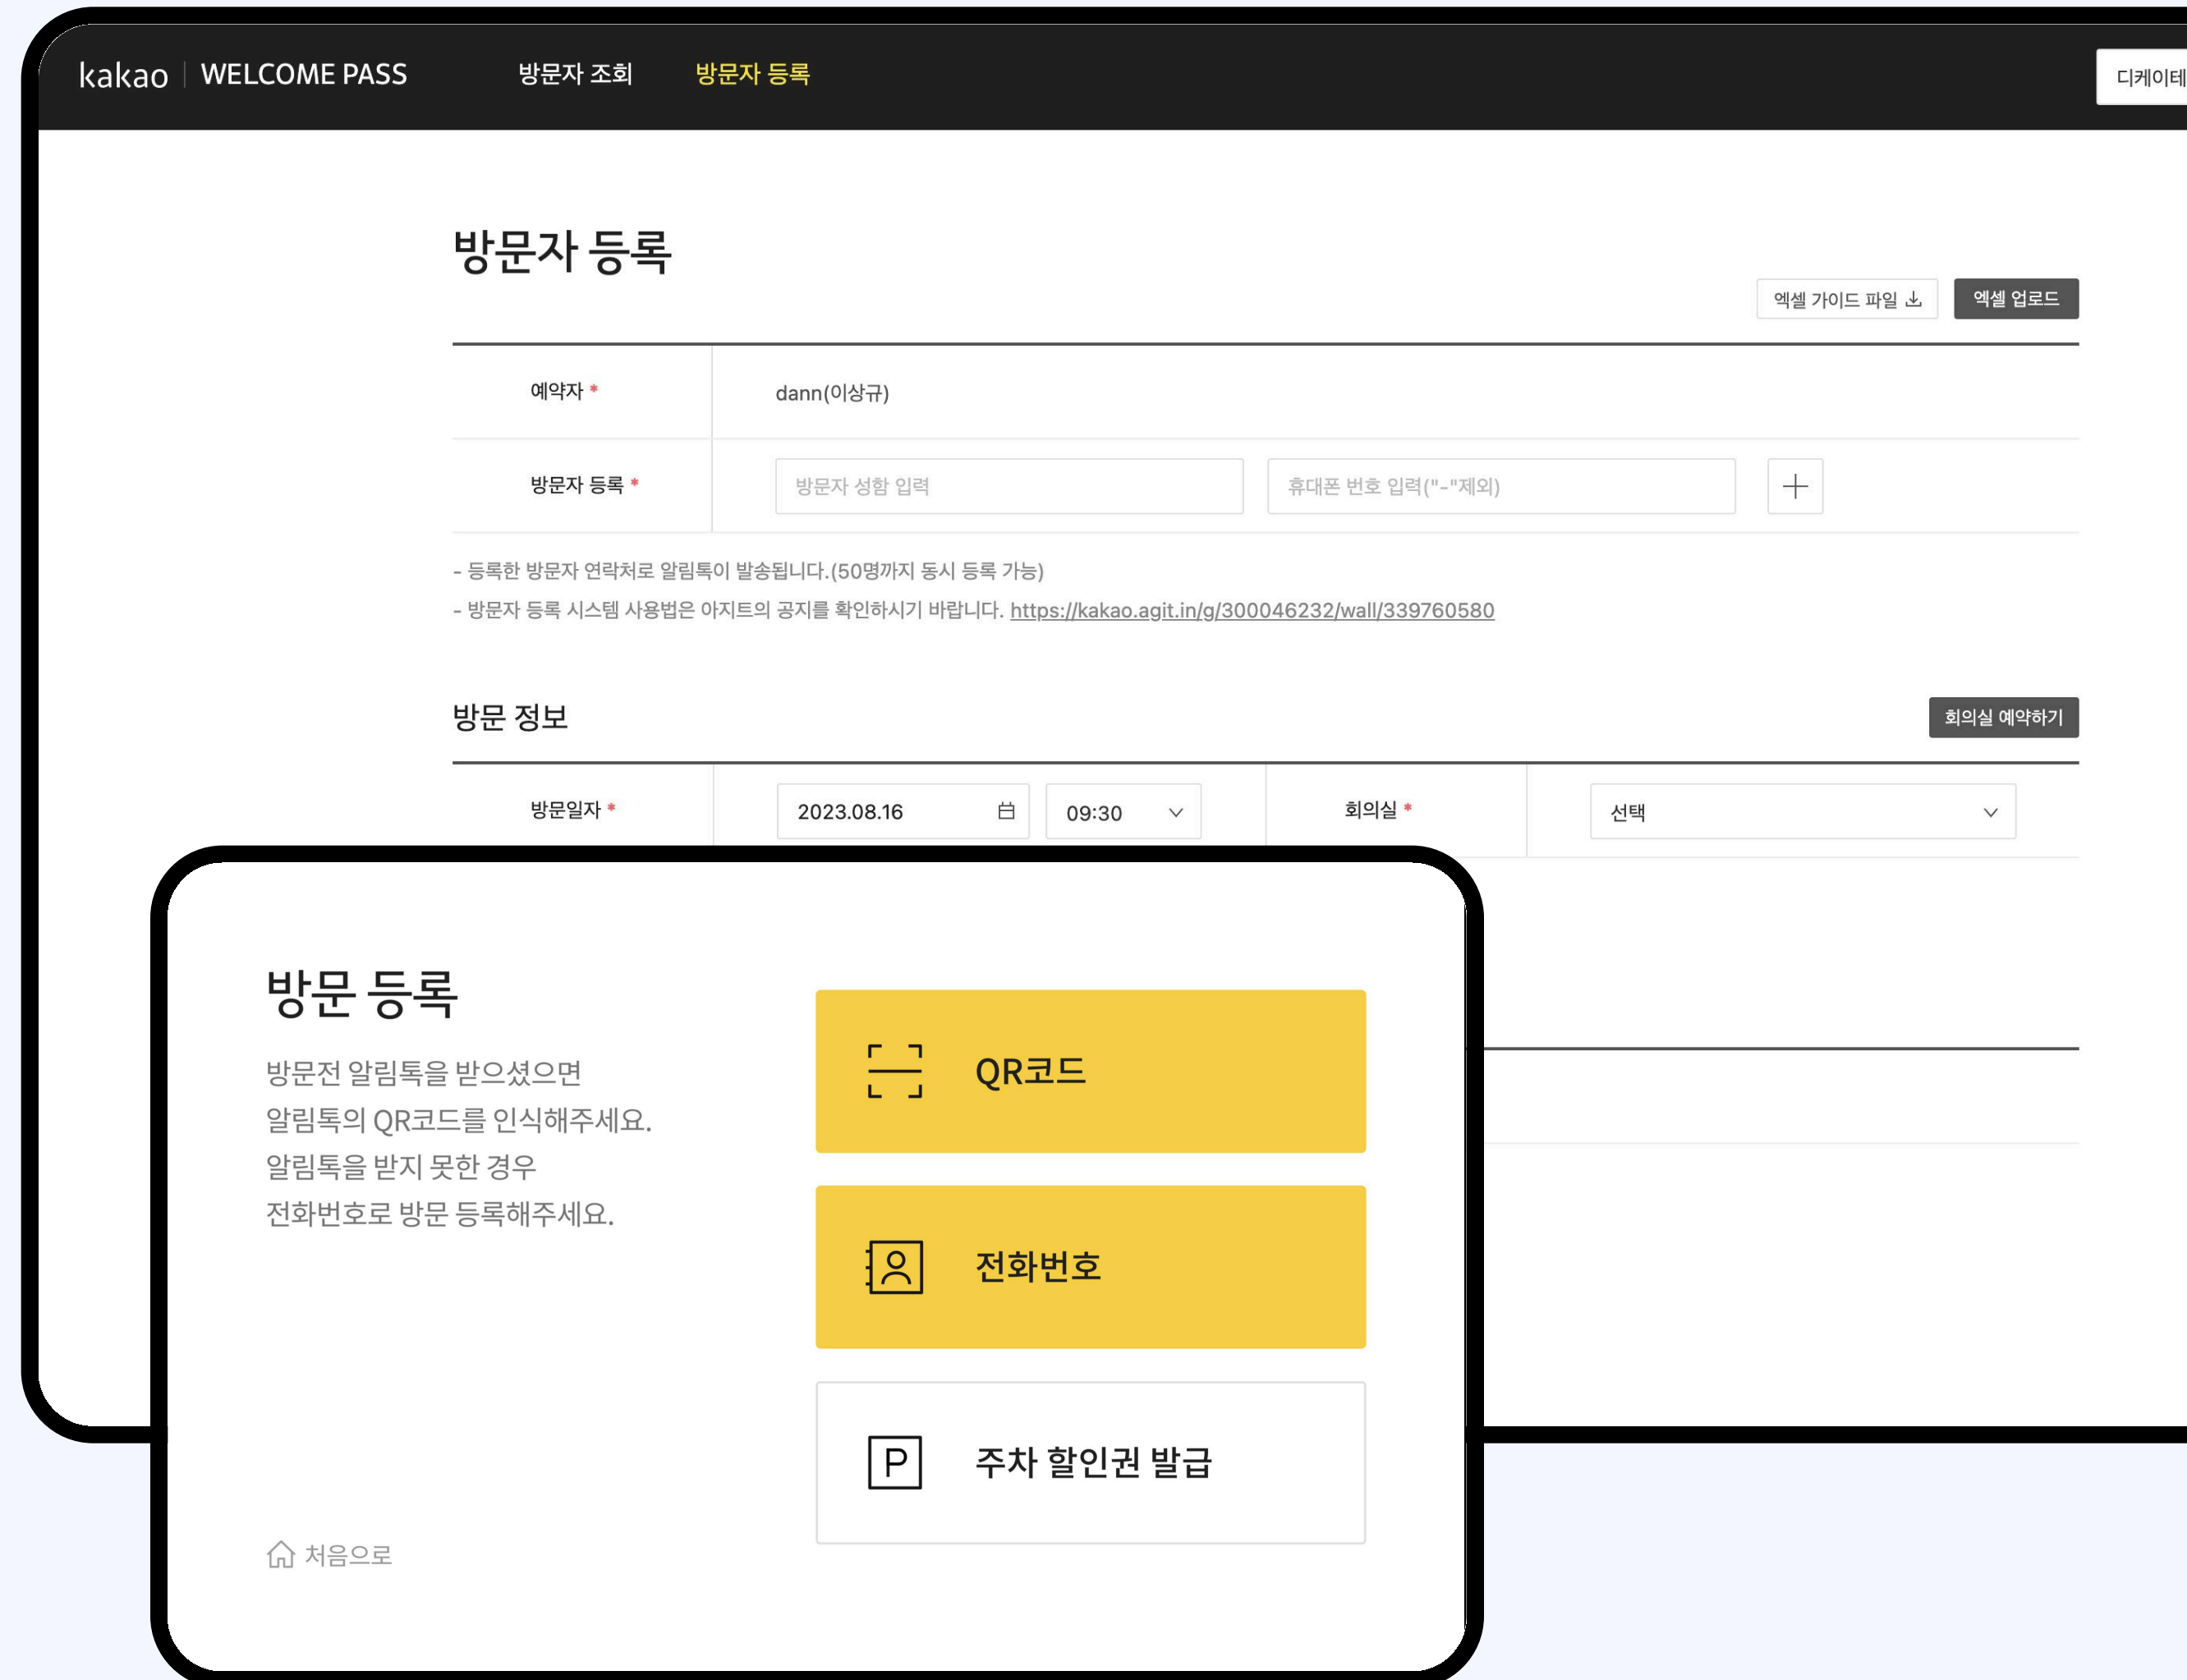 kakao | WELCOME PASS 방문자 조회 방문자 등록 디케이테
방문자 등록
엑셀 가이드 파일 엑셀 업로드
예약자 * dann(이상규)
방문자 등록 * 방문자 성함 입력 휴대폰 번호 입력("-"제외)
- 등록한 방문자 연락처로 알림톡이 발송됩니다.(50명까지 동시 등록 가능)
- 방문자 등록 시스템 사용법은 아지트의 공지를 확인하시기 바랍니다. https://kakao.agit.in/g/300046232/wall/339760580
방문 정보 회의실 예약하기
방문일자 * 2023.08.16 09:30 회의실 * 선택
방문 등록
방문전 알림톡을 받으셨으면
알림톡의 QR코드를 인식해주세요.
알림톡을 받지 못한 경우
전화번호로 방문 등록해주세요.
QR코드
전화번호
P 주차 할인권 발급
처음으로